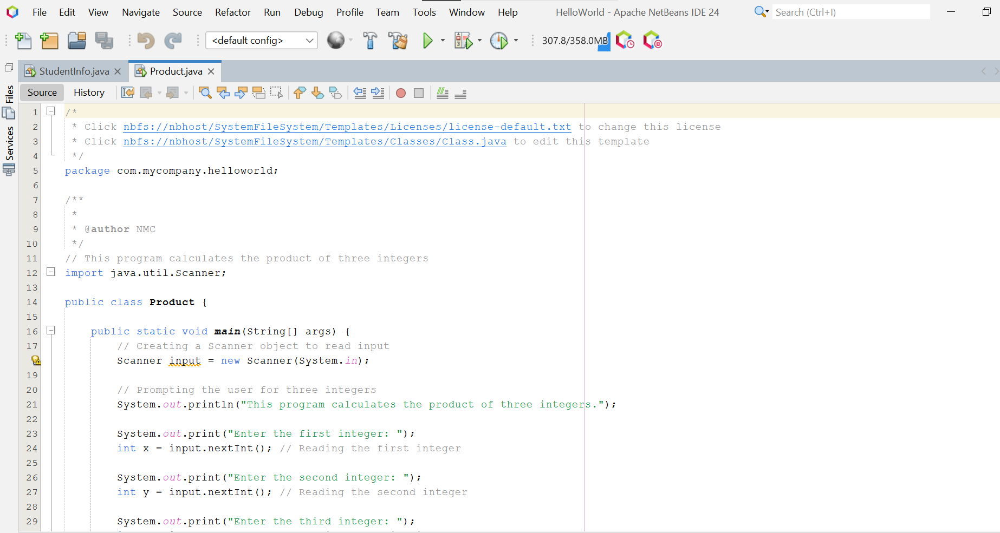 File Edit View Navigate Source Refactor Run Debug Profile Team Tools Window Help HelloWorld - Apache NetBeans IDE 24 Search (Ctrl+I)
<default config> 307.8/358.0MB
StudentInfo.java Product.java
Source History
Files
Services
1 /*
2 * Click nbfs://nbhost/SystemFileSystem/Templates/Licenses/license-default.txt to change this license
3 * Click nbfs://nbhost/SystemFileSystem/Templates/Classes/Class.java to edit this template
4 */
5 package com.mycompany.helloworld;
6
7 /**
8 *
9 * @author NMC
10 */
11 // This program calculates the product of three integers
12 import java.util.Scanner;
13
14 public class Product {
15
16 public static void main(String[] args) {
17 // Creating a Scanner object to read input
Scanner input = new Scanner(System.in);
19
20 // Prompting the user for three integers
21 System.out.println("This program calculates the product of three integers.");
22
23 System.out.print("Enter the first integer: ");
24 int x = input.nextInt(); // Reading the first integer
25
26 System.out.print("Enter the second integer: ");
27 int y = input.nextInt(); // Reading the second integer
28
29 System.out.print("Enter the third integer: ");